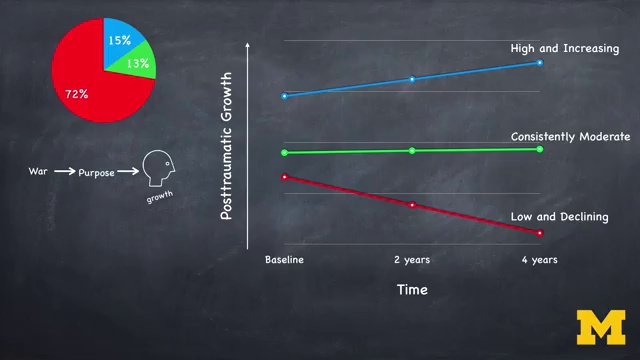 15%
13%
72%
War
Purpose
growth
Posttraumatic Growth
High and Increasing
Consistently Moderate
Low and Declining
Baseline
2 years
4 years
Time
M